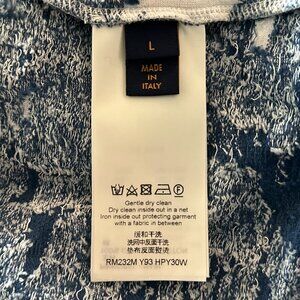 L
MADE
IN
ITALY
Gentle dry clean
Dry clean inside out in a net
Iron inside out protecting garment
with a fabric in between
缓和干洗
洗网中反面干洗
垫布反面熨烫
RM232M Y93 HPY30W